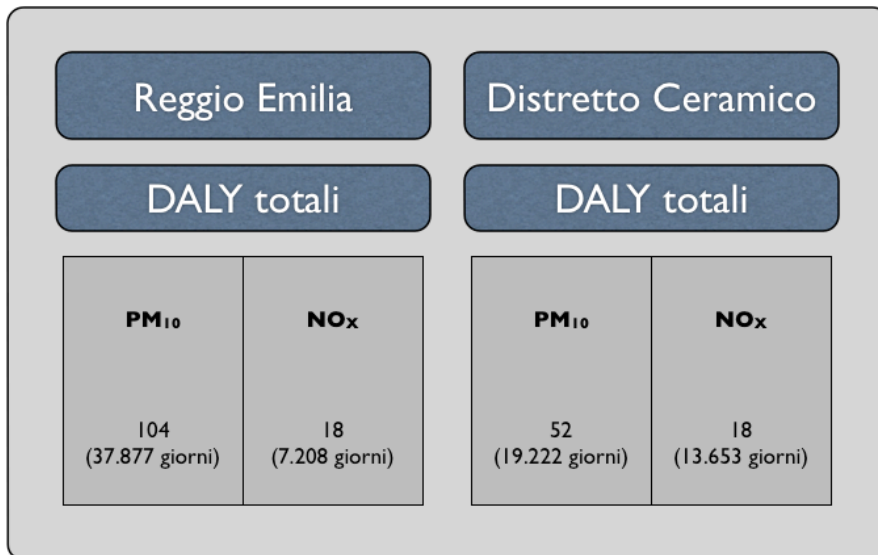 Reggio Emilia
DALY totali
PM₁₀
NOx
104
(37.877 giorni)
18
(7.208 giorni)
Distretto Ceramico
DALY totali
PM₁₀
NOx
52
(19.222 giorni)
18
(13.653 giorni)